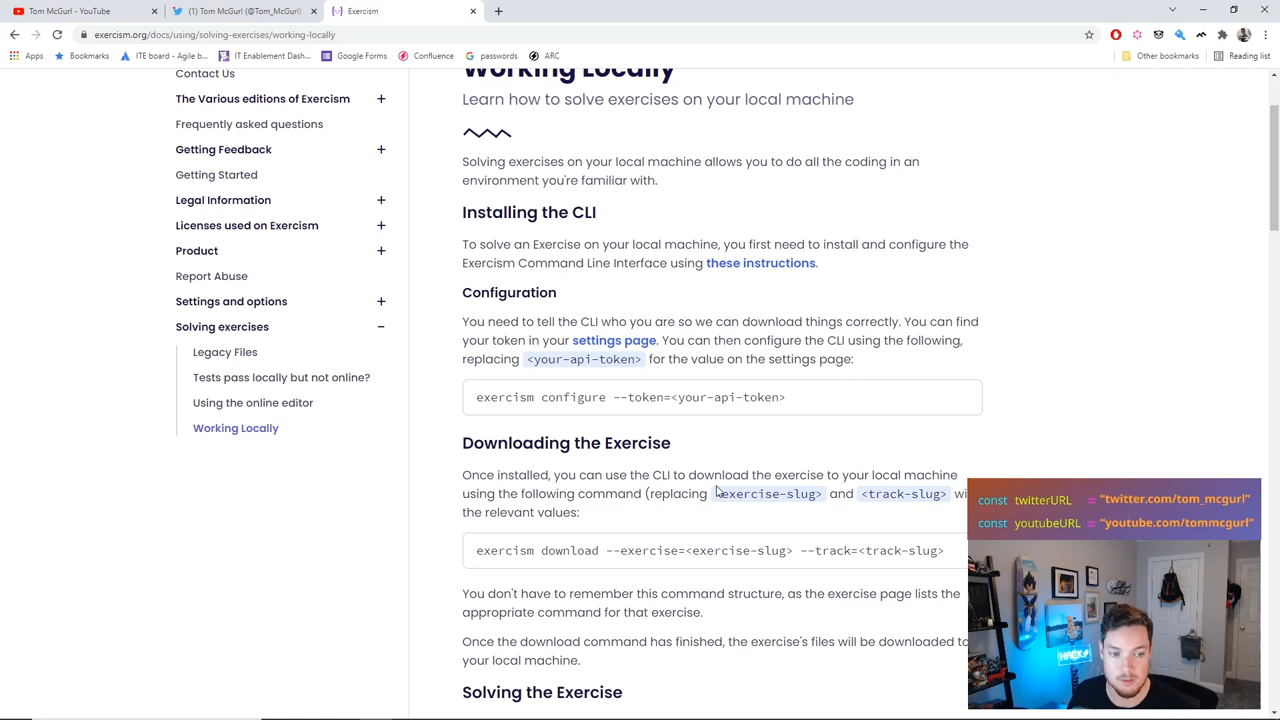 Tom McGurl - YouTube
(1) Tom McGurl (@Tom_McGurl)
Exercism
exercism.org/docs/using/solving-exercises/working-locally
Apps
Bookmarks
ITE board - Agile b...
IT Enablement Dash...
Google Forms
Confluence
passwords
ARC
Other bookmarks
Reading list
Contact Us
The Various editions of Exercism
Frequently asked questions
Getting Feedback
Getting Started
Legal Information
Licenses used on Exercism
Product
Report Abuse
Settings and options
Solving exercises
Legacy Files
Tests pass locally but not online?
Using the online editor
Working Locally
Working Locally
Learn how to solve exercises on your local machine
Solving exercises on your local machine allows you to do all the coding in an
environment you're familiar with.
Installing the CLI
To solve an Exercise on your local machine, you first need to install and configure the
Exercism Command Line Interface using these instructions.
Configuration
You need to tell the CLI who you are so we can download things correctly. You can find
your token in your settings page. You can then configure the CLI using the following,
replacing <your-api-token> for the value on the settings page:
exercism configure --token=<your-api-token>
Downloading the Exercise
Once installed, you can use the CLI to download the exercise to your local machine
using the following command (replacing <exercise-slug> and <track-slug> wi
the relevant values:
exercism download --exercise=<exercise-slug> --track=<track-slug>
You don't have to remember this command structure, as the exercise page lists the
appropriate command for that exercise.
Once the download command has finished, the exercise's files will be downloaded to
your local machine.
Solving the Exercise
const twitterURL = "twitter.com/tom_mcgurl"
const youtubeURL = "youtube.com/tommcgurl"
HACK